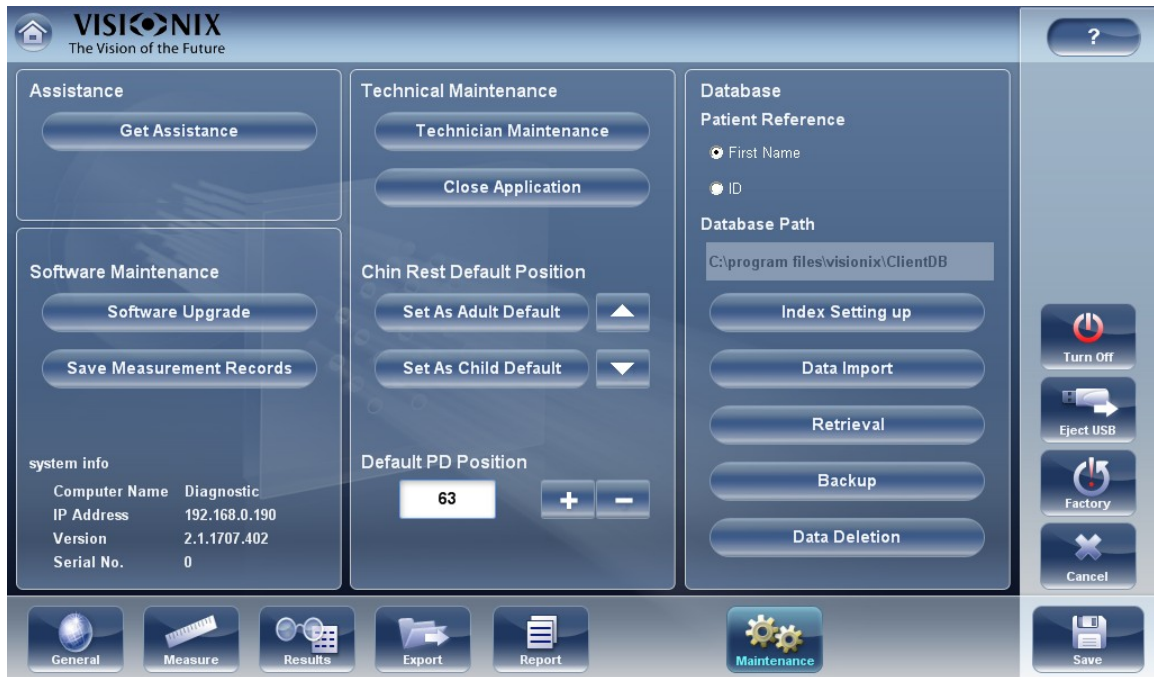 VISIONIX
The Vision of the Future
?
Assistance
Get Assistance
Software Maintenance
Software Upgrade
Save Measurement Records
system info
Computer Name Diagnostic
IP Address 192.168.0.190
Version 2.1.1707.402
Serial No. 0
Technical Maintenance
Technician Maintenance
Close Application
Chin Rest Default Position
Set As Adult Default
Set As Child Default
Default PD Position
63
+ −
Database
Patient Reference
First Name
ID
Database Path
C:\program files\visionix\ClientDB
Index Setting up
Data Import
Retrieval
Backup
Data Deletion
Turn Off
Eject USB
Factory
Cancel
General Measure Results Export Report Maintenance Save